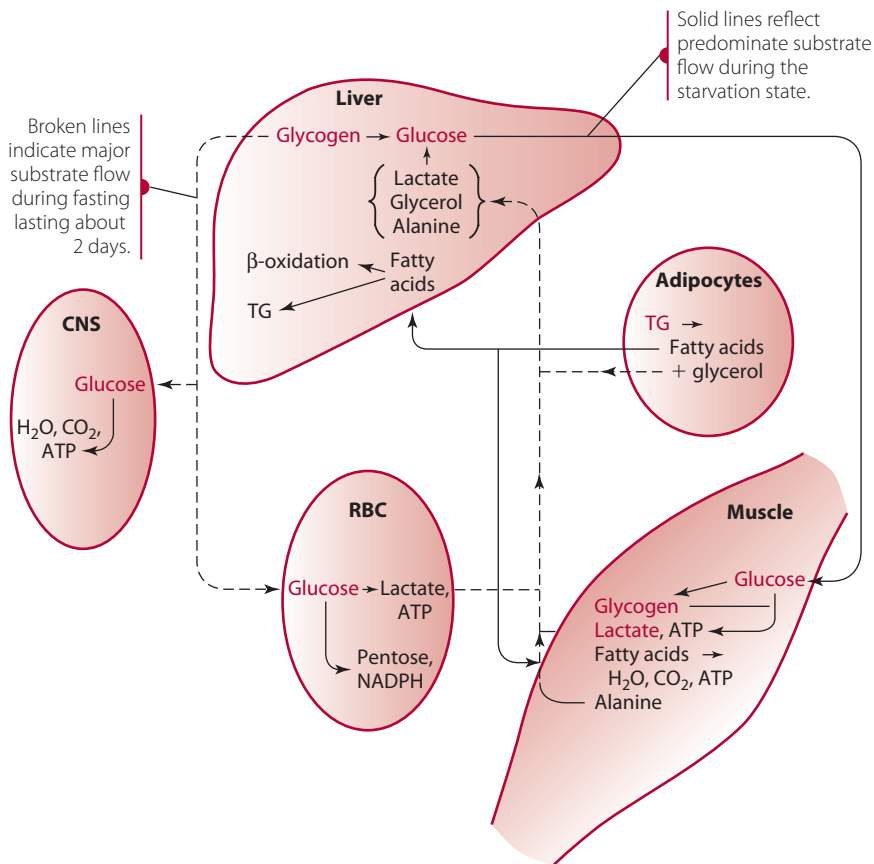 Solid lines reflect
predominate substrate
flow during the
starvation state.
Broken lines
indicate major
substrate flow
during fasting
lasting about
2 days.
Liver
Glycogen Glucose
Lactate
Glycerol
Alanine
β-oxidation Fatty
acids
TG
Adipocytes
TG
Fatty acids
+ glycerol
CNS
Glucose
H₂O, CO₂,
ATP
RBC
Glucose Lactate,
ATP
Pentose,
NADPH
Muscle
Glucose
Glycogen
Lactate, ATP
Fatty acids
H₂O, CO₂, ATP
Alanine